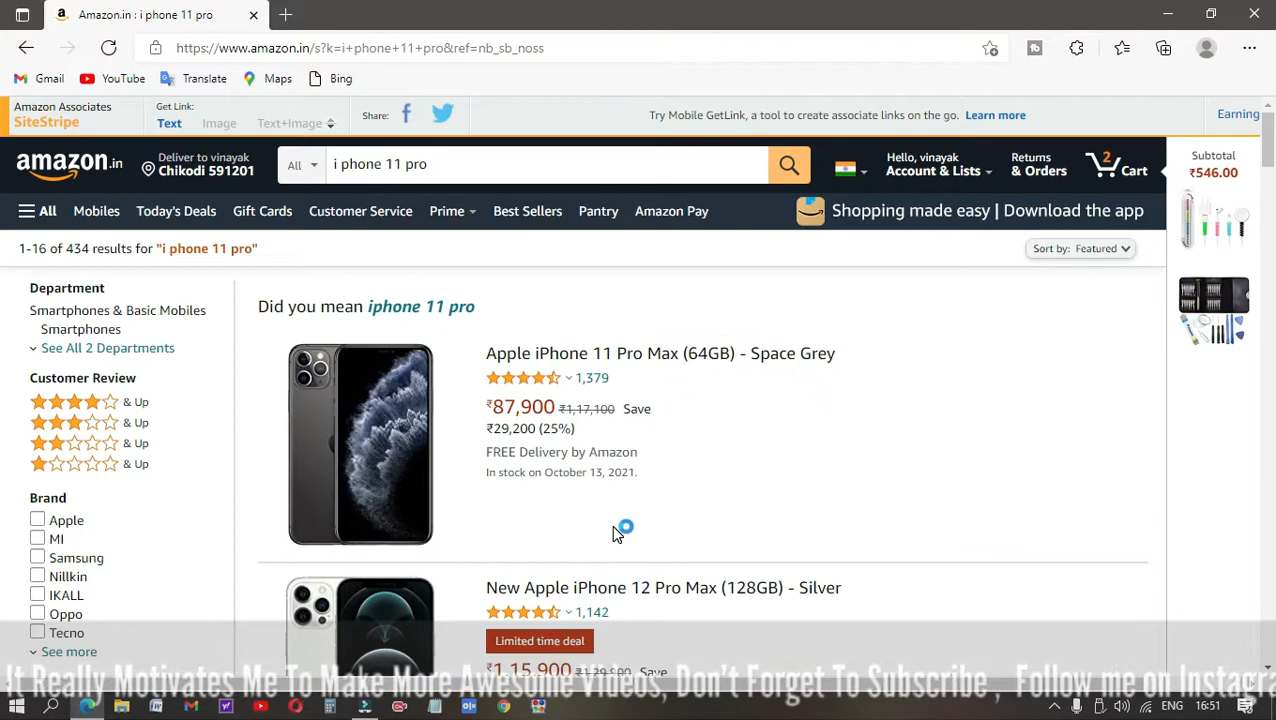 Amazon.in : i phone 11 pro
https://www.amazon.in/s?k=i+phone+11+pro&ref=nb_sb_noss
Gmail YouTube Translate Maps Bing
Amazon Associates
SiteStripe
Get Link:
Text Image Text+Image
Share:
Try Mobile GetLink, a tool to create associate links on the go. Learn more
Earning
amazon.in
Deliver to vinayak
Chikodi 591201
All i phone 11 pro
Hello, vinayak
Account & Lists
Returns
& Orders
2
Cart
Subtotal
₹546.00
All Mobiles Today's Deals Gift Cards Customer Service Prime Best Sellers Pantry Amazon Pay Shopping made easy | Download the app
1-16 of 434 results for "i phone 11 pro"
Sort by: Featured
Department
Smartphones & Basic Mobiles
Smartphones
See All 2 Departments
Customer Review
& Up
& Up
& Up
& Up
Brand
Apple
MI
Samsung
Nillkin
IKALL
Oppo
Tecno
See more
Did you mean iphone 11 pro
Apple iPhone 11 Pro Max (64GB) - Space Grey
1,379
₹87,900 ₹1,17,100 Save
₹29,200 (25%)
FREE Delivery by Amazon
In stock on October 13, 2021.
New Apple iPhone 12 Pro Max (128GB) - Silver
1,142
Limited time deal
₹1,15,900 ₹1,29,900 Save
It Really Motivates Me To Make More Awesome Videos, Don't Forget To Subscribe , Follow me on Instagra
ENG 16:51